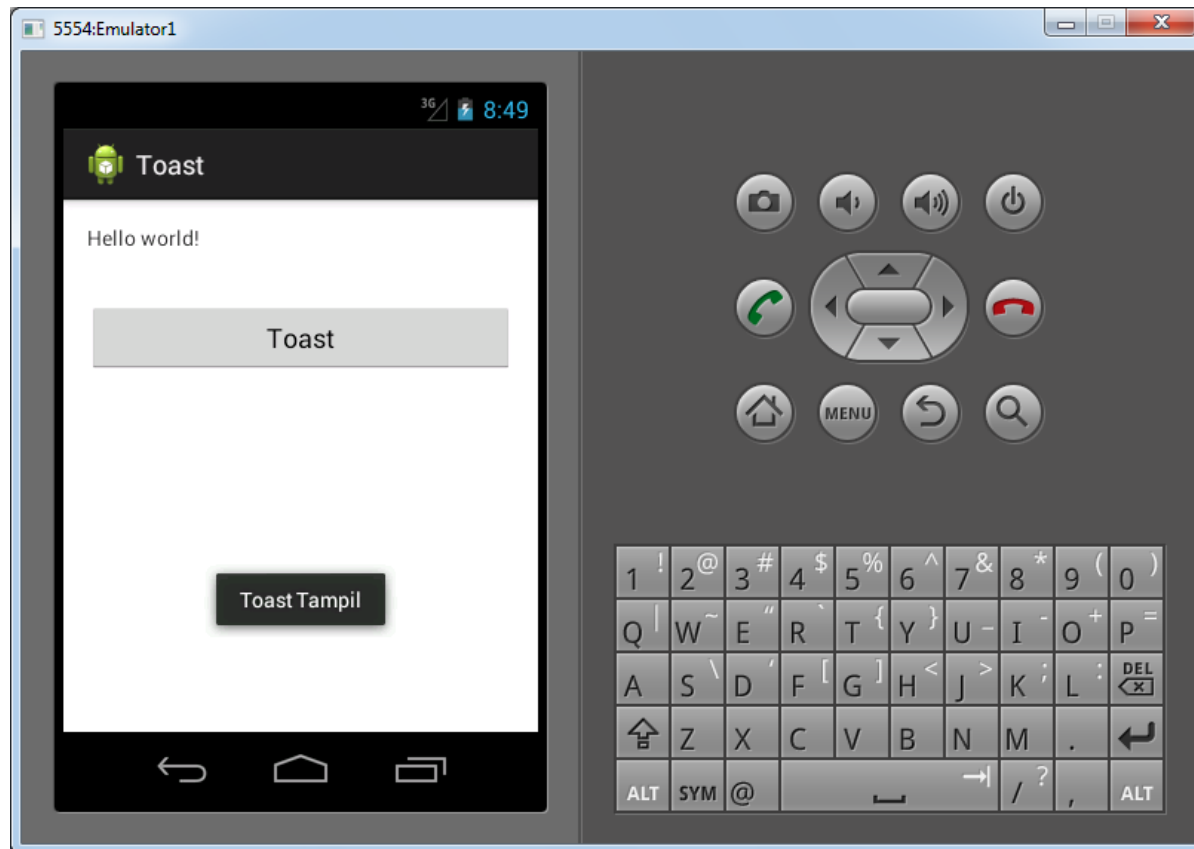 5554:Emulator1
3G 8:49
Toast
Hello world!
Toast
Toast Tampil
MENU
1 ! 2 @ 3 # 4 $ 5 % 6 ^ 7 & 8 * 9 ( 0 )
Q | W ~ E " R ` T { Y } U _ I - O + P =
A S \ D ' F [ G ] H < J > K ; L : DEL
Z X C V B N M .
ALT SYM @ / ? , ALT